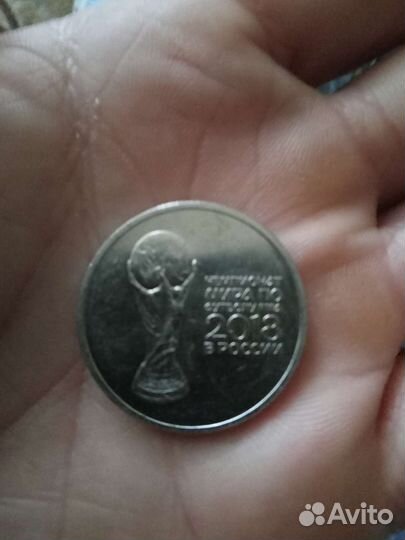 ЧЕМПИОНАТ
МИРА ПО
ФУТБОЛУ FIFA
2018
В РОССИИ
Avito